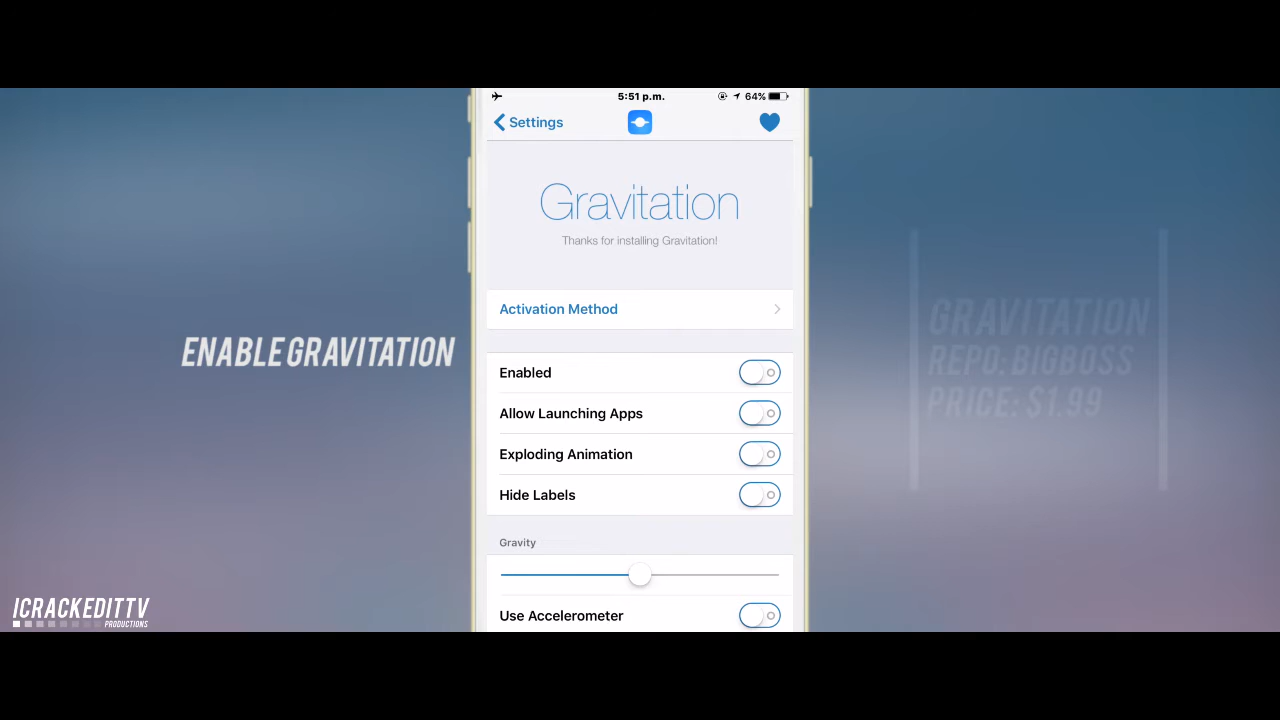 5:51 p.m.
64%
Settings
Gravitation
Thanks for installing Gravitation!
Activation Method
Enabled
Allow Launching Apps
Exploding Animation
Hide Labels
Gravity
Use Accelerometer
ENABLE GRAVITATION
GRAVITATION
REPO: BIGBOSS
PRICE: $1.99
ICRACKEDITTV
PRODUCTIONS